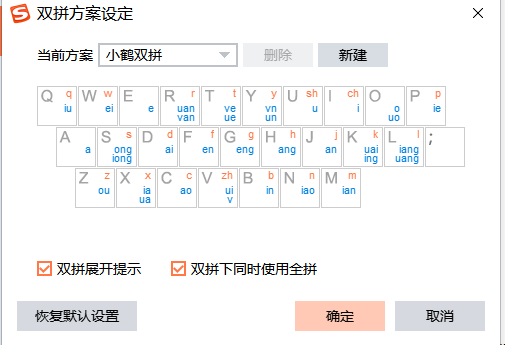 双拼方案设定
当前方案 小鹤双拼 删除 新建
Q q iu W w ei E e R r uan van T t ve ue Y y vn un U sh u I ch i O o uo P p ie
A a S s ong iong D d ai F f en G g eng H h ang J j an K k uai ing L l iang uang ;
Z z ou X x ia ua C c ao V zh ui v B b in N n iao M m ian
双拼展开提示 双拼下同时使用全拼
恢复默认设置 确定 取消